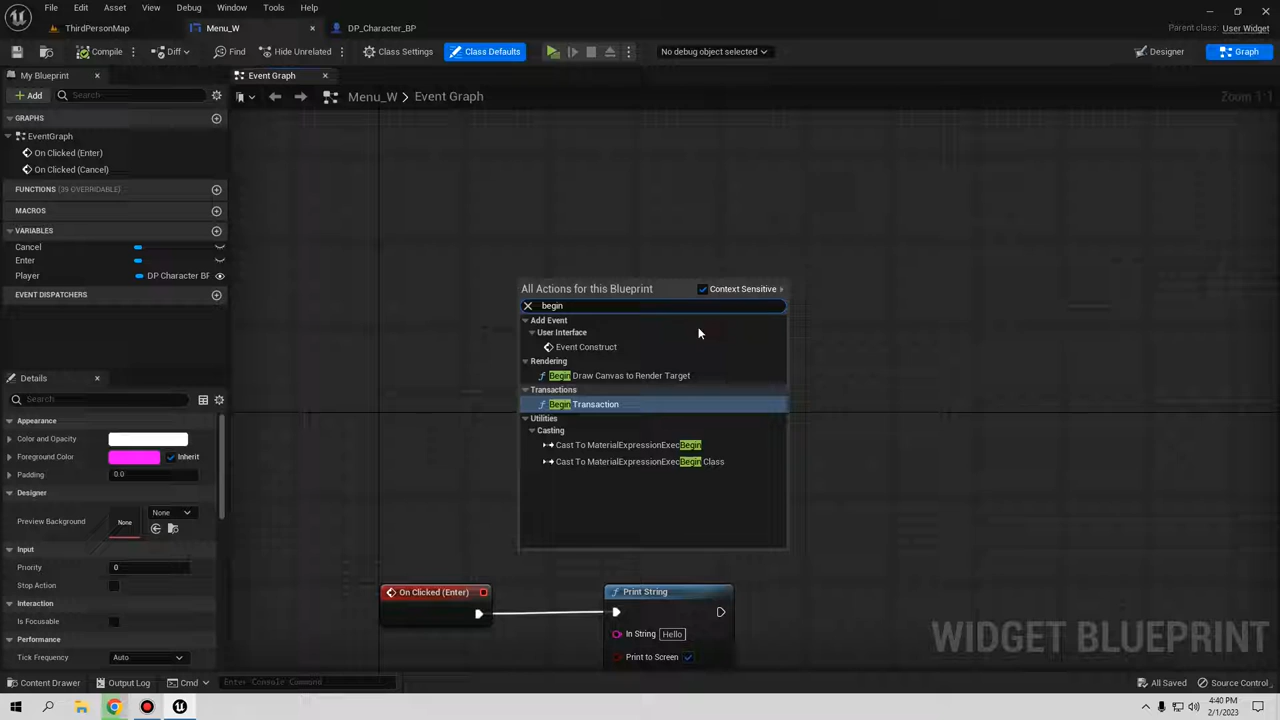 File Edit Asset View Debug Window Tools Help
ThirdPersonMap Menu_W DP_Character_BP Parent class: User Widget
Compile Diff Find Hide Unrelated Class Settings Class Defaults No debug object selected Designer Graph
My Blueprint Event Graph
Add Search Menu_W > Event Graph Zoom 1:1
GRAPHS
EventGraph
On Clicked (Enter)
On Clicked (Cancel)
FUNCTIONS (39 OVERRIDABLE)
MACROS
VARIABLES
Cancel
Enter
Player DP Character BP
EVENT DISPATCHERS
All Actions for this Blueprint Context Sensitive
begin
Add Event
User Interface
Event Construct
Rendering
f Begin Draw Canvas to Render Target
Transactions
f Begin Transaction
Utilities
Casting
Cast To MaterialExpressionExecBegin
Cast To MaterialExpressionExecBegin Class
Details
Search
Appearance
Color and Opacity
Foreground Color Inherit
Padding 0.0
Designer
Preview Background None None
Input
Priority 0
Stop Action
Interaction
Is Focusable
Performance
Tick Frequency Auto
On Clicked (Enter)
f Print String
In String Hello
Print to Screen
WIDGET BLUEPRINT
Content Drawer Output Log Cmd Enter Console Command All Saved Source Control
4:40 PM
2/1/2023